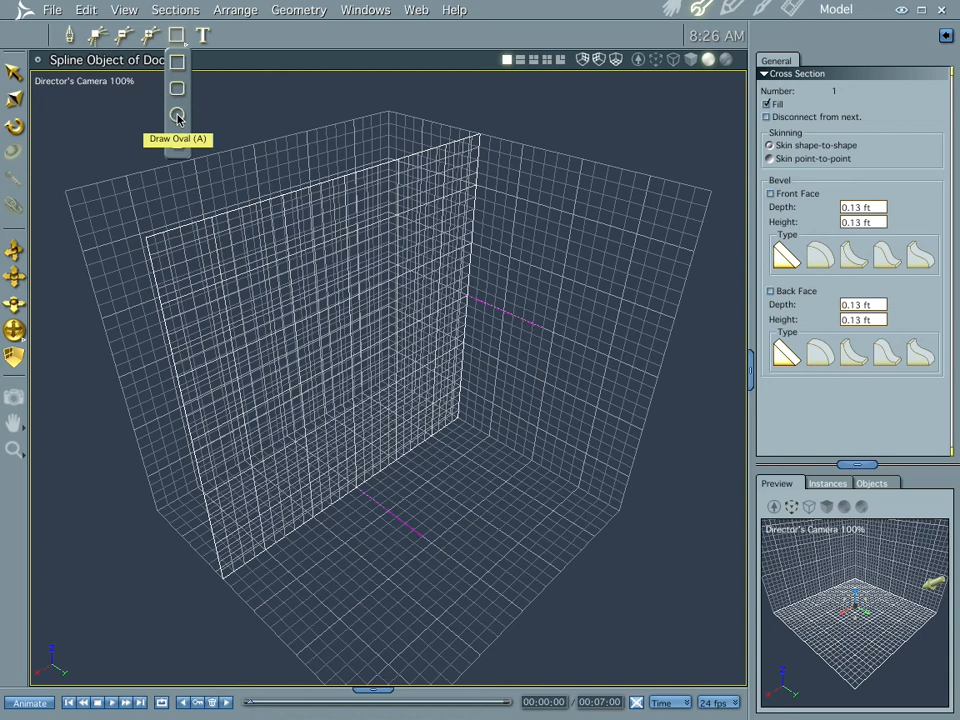 File Edit View Sections Arrange Geometry Windows Web Help Model
T 8:26 AM
Spline Object of Doc
Director's Camera 100%
Draw Oval (A)
General
Cross Section
Number: 1
Fill
Disconnect from next.
Skinning
Skin shape-to-shape
Skin point-to-point
Bevel
Front Face
Depth: 0.13 ft
Height: 0.13 ft
Type
Back Face
Depth: 0.13 ft
Height: 0.13 ft
Type
Preview Instances Objects
Director's Camera 100%
Z
X Y
Z
X Y
Animate 00:00:00 / 00:07:00 Time 24 fps